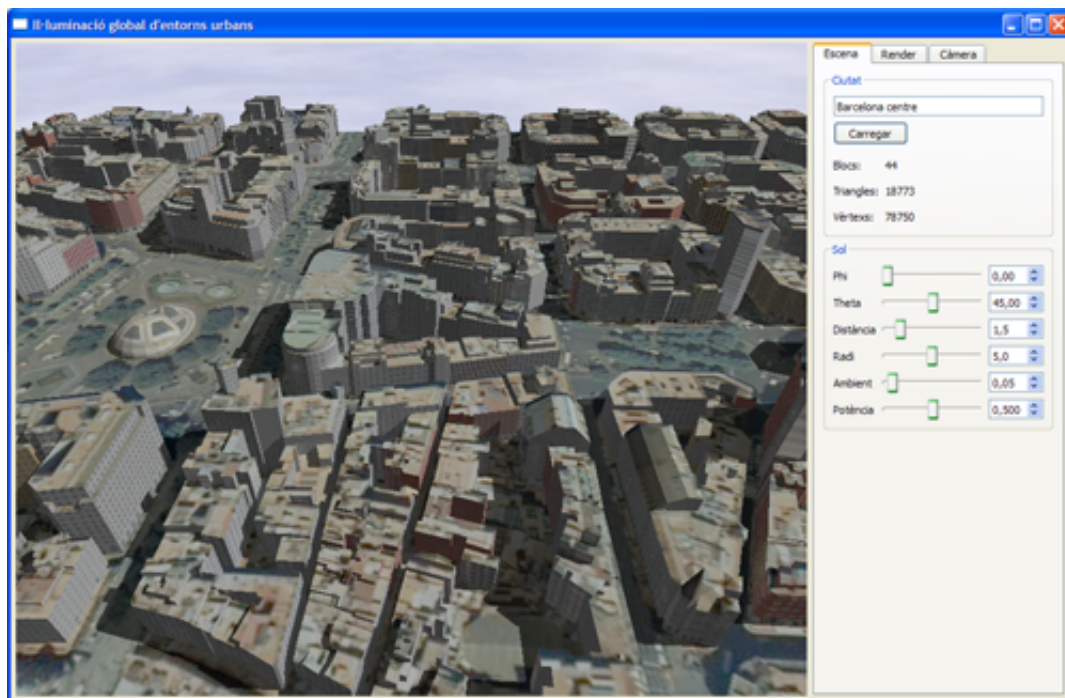 Il·luminació global d'entorns urbans
Escena Render Càmera
Ciutat
Barcelona centre
Carregar
Blocs: 44
Triangles: 18773
Vèrtexs: 78750
Sol
Phi 0,00
Theta 45,00
Distància 1,5
Radi 5,0
Ambient 0,05
Potència 0,500